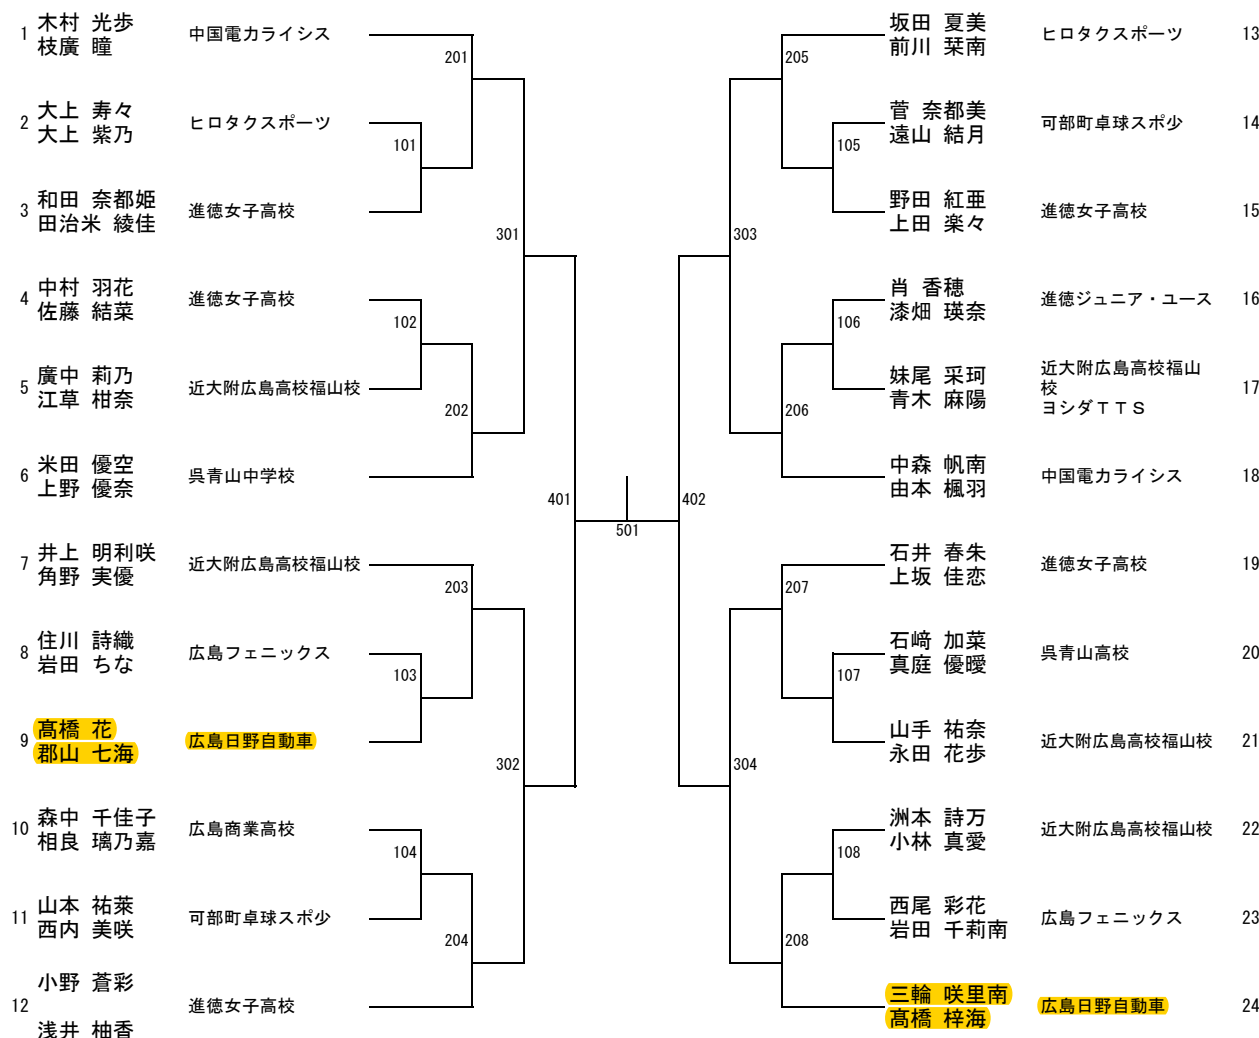 1 木村 光歩
枝廣 瞳
中国電力ライシス
2 大上 寿々
大上 紫乃
ヒロタクスポーツ
3 和田 奈都姫
田治米 綾佳
進徳女子高校
4 中村 羽花
佐藤 結菜
進徳女子高校
5 廣中 莉乃
江草 柑奈
近大附広島高校福山校
6 米田 優空
上野 優奈
呉青山中学校
7 井上 明利咲
角野 実優
近大附広島高校福山校
8 住川 詩織
岩田 ちな
広島フェニックス
9 髙橋 花
郡山 七海
広島日野自動車
10 森中 千佳子
相良 璃乃嘉
広島商業高校
11 山本 祐萊
西内 美咲
可部町卓球スポ少
12 小野 蒼彩
浅井 柚香
進徳女子高校
201
101
301
102
202
401
203
103
302
104
204
501
205
105
303
106
206
402
207
107
304
108
208
坂田 夏美
前川 栞南
ヒロタクスポーツ 13
菅 奈都美
遠山 結月
可部町卓球スポ少 14
野田 紅亜
上田 楽々
進徳女子高校 15
肖 香穂
漆畑 瑛奈
進徳ジュニア・ユース 16
妹尾 采珂
青木 麻陽
近大附広島高校福山
校
ヨシダTTS
17
中森 帆南
由本 楓羽
中国電力ライシス 18
石井 春朱
上坂 佳恋
進徳女子高校 19
石﨑 加菜
真庭 優曖
呉青山高校 20
山手 祐奈
永田 花歩
近大附広島高校福山校 21
洲本 詩万
小林 真愛
近大附広島高校福山校 22
西尾 彩花
岩田 千莉南
広島フェニックス 23
三輪 咲里南
髙橋 梓海
広島日野自動車 24